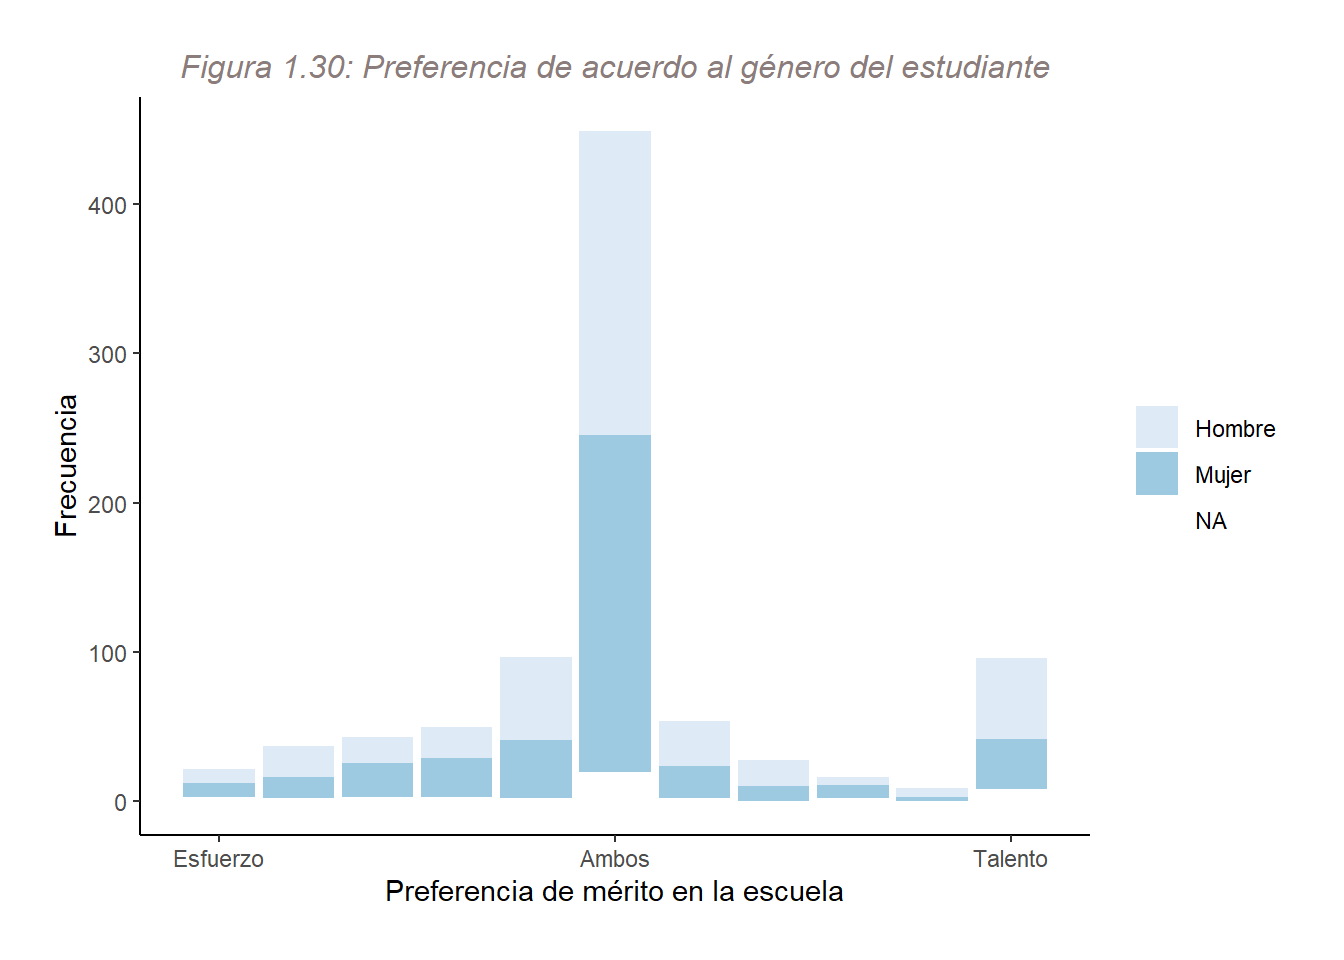 Figura 1.30: Preferencia de acuerdo al género del estudiante
400
300
200
100
0
Frecuencia
Esfuerzo
Ambos
Talento
Preferencia de mérito en la escuela
Hombre
Mujer
NA